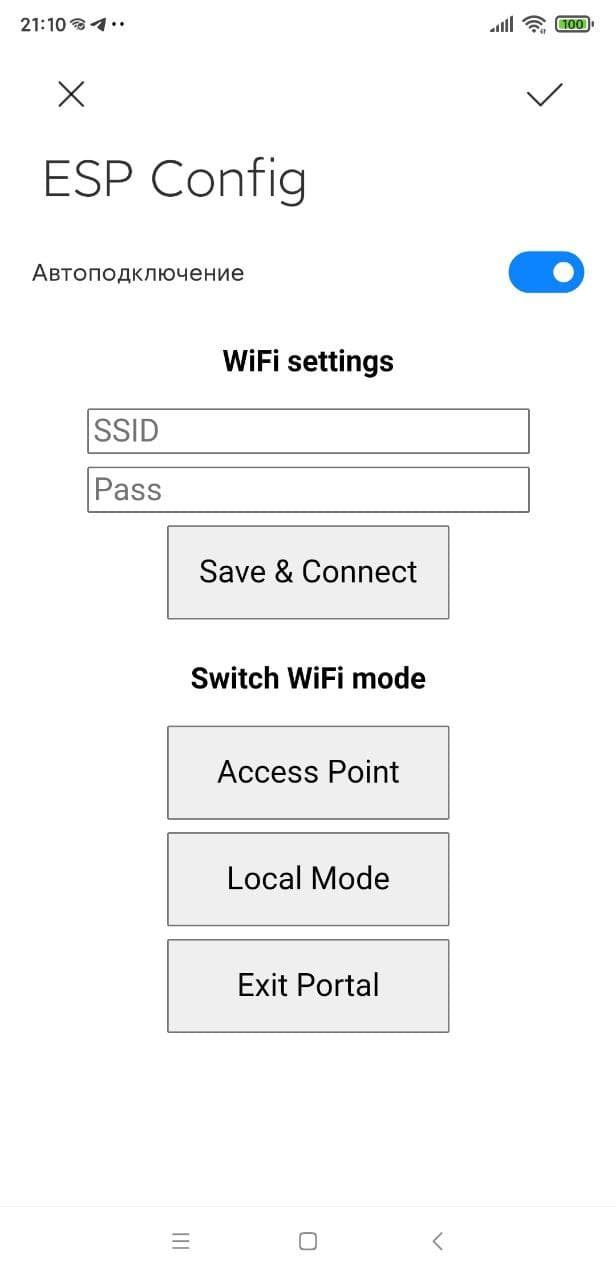 21:10
100
ESP Config
Автоподключение
WiFi settings
SSID
Pass
Save & Connect
Switch WiFi mode
Access Point
Local Mode
Exit Portal